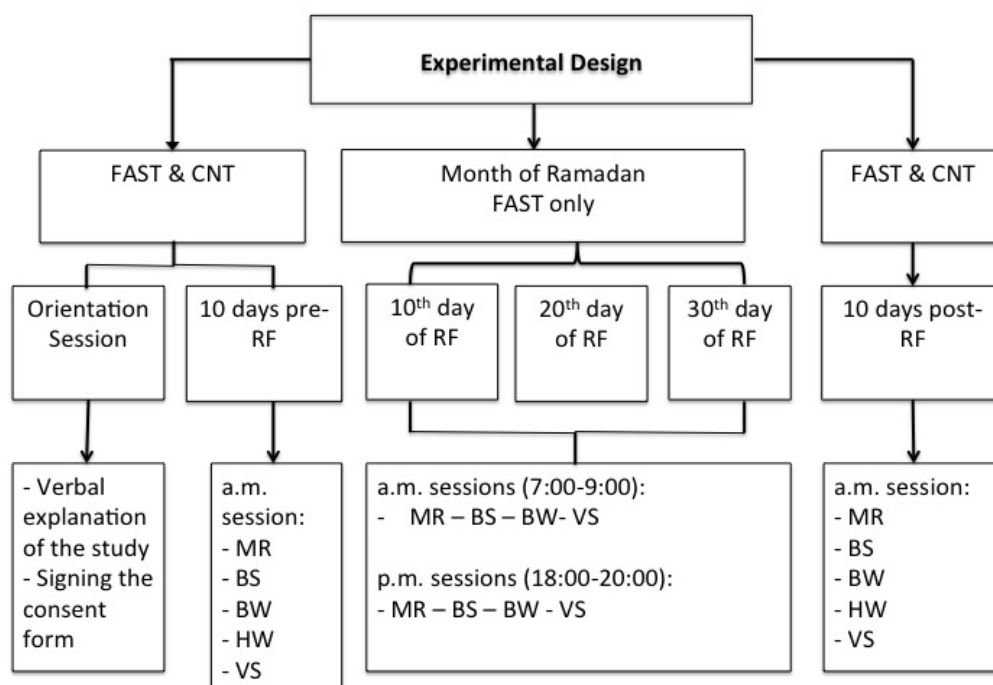 Experimental Design
FAST & CNT
Month of Ramadan
FAST only
FAST & CNT
Orientation
Session
10 days pre-
RF
10th day
of RF
20th day
of RF
30th day
of RF
10 days post-
RF
- Verbal
explanation
of the study
- Signing the
consent
form
a.m.
session:
- MR
- BS
- BW
- HW
- VS
a.m. sessions (7:00-9:00):
- MR – BS – BW- VS
p.m. sessions (18:00-20:00):
- MR – BS – BW - VS
a.m. session:
- MR
- BS
- BW
- HW
- VS